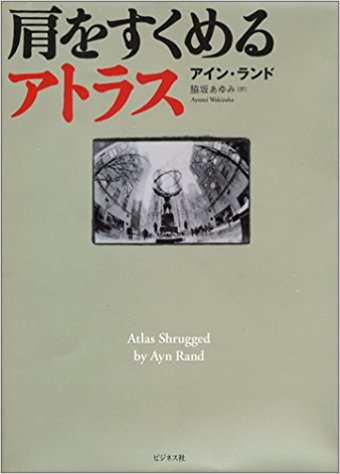 肩をすくめる
アトラス
アイン・ランド
脇坂あゆみ[訳]
Ayumi Wakizaka
Atlas Shrugged
by Ayn Rand
ビジネス社